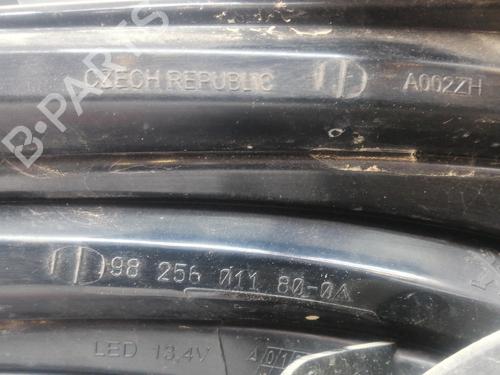 B-PARTS
CZECH REPUBLIC A002ZH
98 256 011 80-0A
LED 13.4V